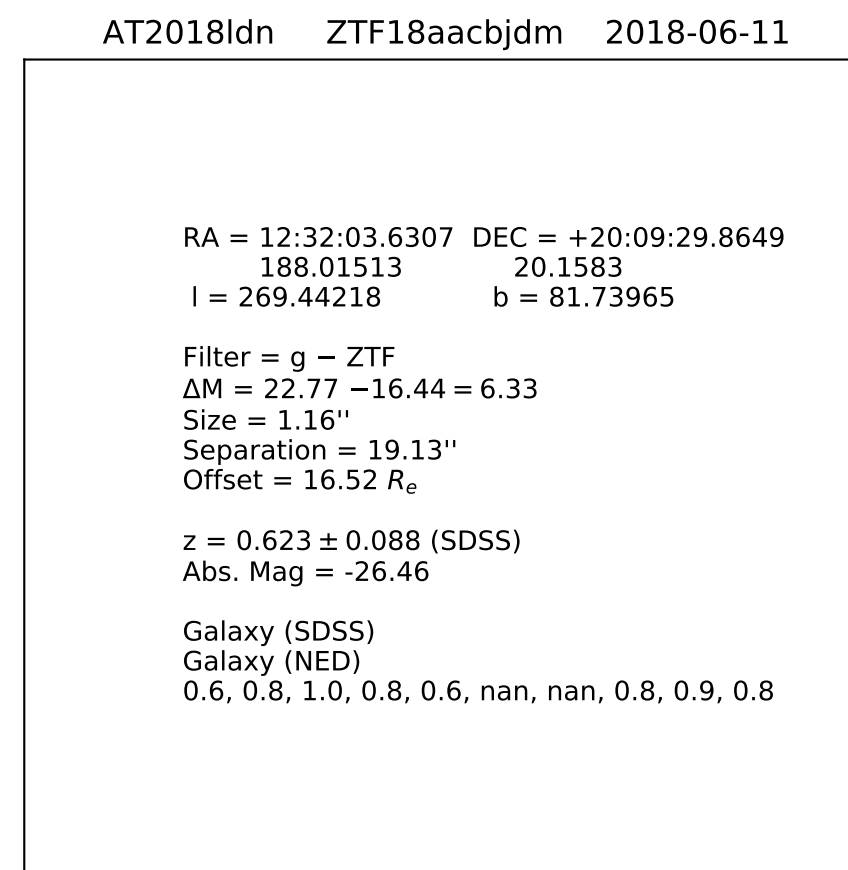 AT2018ldn ZTF18aacbjdm 2018-06-11
RA = 12:32:03.6307 DEC = +20:09:29.8649
188.01513 20.1583
l = 269.44218 b = 81.73965
Filter = g − ZTF
ΔM = 22.77 −16.44 = 6.33
Size = 1.16''
Separation = 19.13''
Offset = 16.52 Rₑ
z = 0.623 ± 0.088 (SDSS)
Abs. Mag = -26.46
Galaxy (SDSS)
Galaxy (NED)
0.6, 0.8, 1.0, 0.8, 0.6, nan, nan, 0.8, 0.9, 0.8